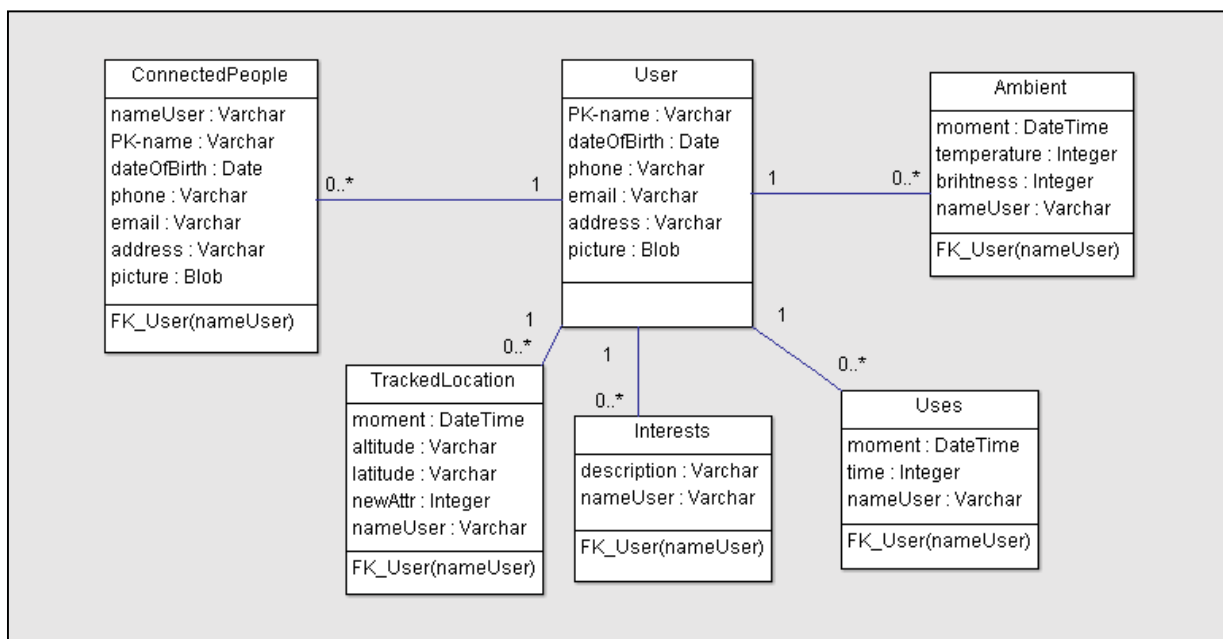 ConnectedPeople
nameUser : Varchar
PK-name : Varchar
dateOfBirth : Date
phone : Varchar
email : Varchar
address : Varchar
picture : Blob
FK_User(nameUser)
0..*
1
User
PK-name : Varchar
dateOfBirth : Date
phone : Varchar
email : Varchar
address : Varchar
picture : Blob
1
0..*
Ambient
moment : DateTime
temperature : Integer
brihtness : Integer
nameUser : Varchar
FK_User(nameUser)
1
0..*
TrackedLocation
moment : DateTime
altitude : Varchar
latitude : Varchar
newAttr : Integer
nameUser : Varchar
FK_User(nameUser)
1
0..*
Interests
description : Varchar
nameUser : Varchar
FK_User(nameUser)
1
0..*
Uses
moment : DateTime
time : Integer
nameUser : Varchar
FK_User(nameUser)